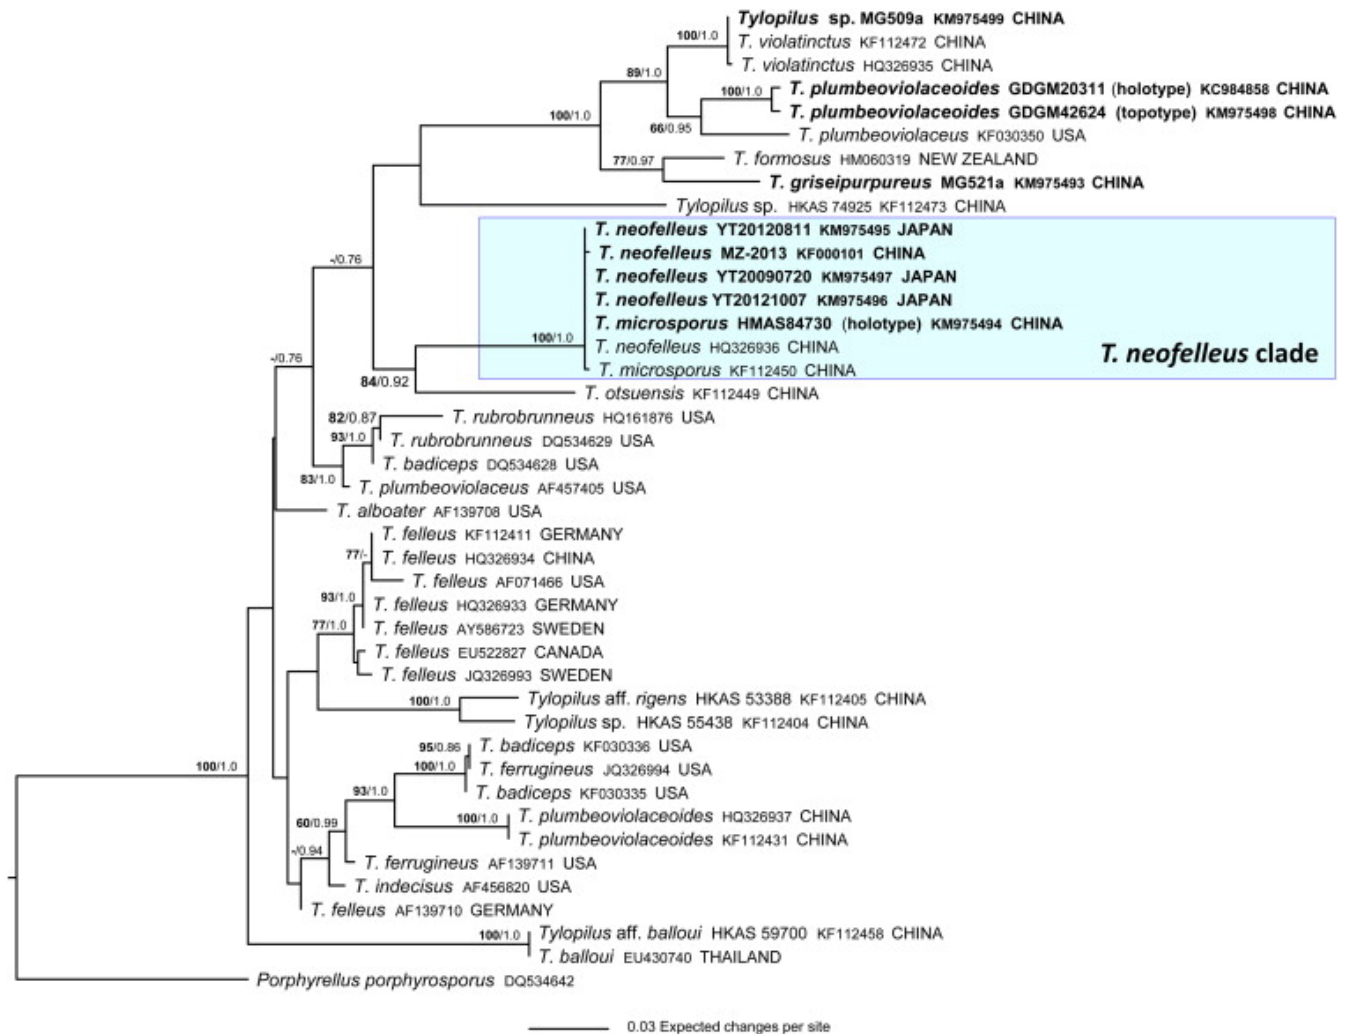 Tylopilus sp. MG509a KM975499 CHINA
100/1.0
T. violatinctus KF112472 CHINA
T. violatinctus HQ326935 CHINA
89/1.0
T. plumbeoviolaceoides GDGM20311 (holotype) KC984858 CHINA
100/1.0
T. plumbeoviolaceoides GDGM42624 (topotype) KM975498 CHINA
100/1.0
66/0.95
T. plumbeoviolaceus KF030350 USA
77/0.97
T. formosus HM060319 NEW ZEALAND
T. griseipurpureus MG521a KM975493 CHINA
Tylopilus sp. HKAS 74925 KF112473 CHINA
T. neofelleus YT20120811 KM975495 JAPAN
T. neofelleus MZ-2013 KF000101 CHINA
-/0.76
T. neofelleus YT20090720 KM975497 JAPAN
T. neofelleus YT20121007 KM975496 JAPAN
T. microsporus HMAS84730 (holotype) KM975494 CHINA
100/1.0
T. neofelleus HQ326936 CHINA
T. neofelleus clade
-/0.76
T. microsporus KF112450 CHINA
84/0.92
T. otsuensis KF112449 CHINA
82/0.87
T. rubrobrunneus HQ161876 USA
93/1.0
T. rubrobrunneus DQ534629 USA
T. badiceps DQ534628 USA
83/1.0
T. plumbeoviolaceus AF457405 USA
T. alboater AF139708 USA
T. felleus KF112411 GERMANY
77/-
T. felleus HQ326934 CHINA
T. felleus AF071466 USA
93/1.0
T. felleus HQ326933 GERMANY
77/1.0
T. felleus AY586723 SWEDEN
T. felleus EU522827 CANADA
T. felleus JQ326993 SWEDEN
100/1.0
Tylopilus aff. rigens HKAS 53388 KF112405 CHINA
Tylopilus sp. HKAS 55438 KF112404 CHINA
95/0.86
T. badiceps KF030336 USA
100/1.0
100/1.0
T. ferrugineus JQ326994 USA
93/1.0
T. badiceps KF030335 USA
100/1.0
T. plumbeoviolaceoides HQ326937 CHINA
60/0.99
T. plumbeoviolaceoides KF112431 CHINA
-/0.94
T. ferrugineus AF139711 USA
T. indecisus AF456820 USA
T. felleus AF139710 GERMANY
100/1.0
Tylopilus aff. balloui HKAS 59700 KF112458 CHINA
T. balloui EU430740 THAILAND
Porphyrellus porphyrosporus DQ534642
0.03 Expected changes per site